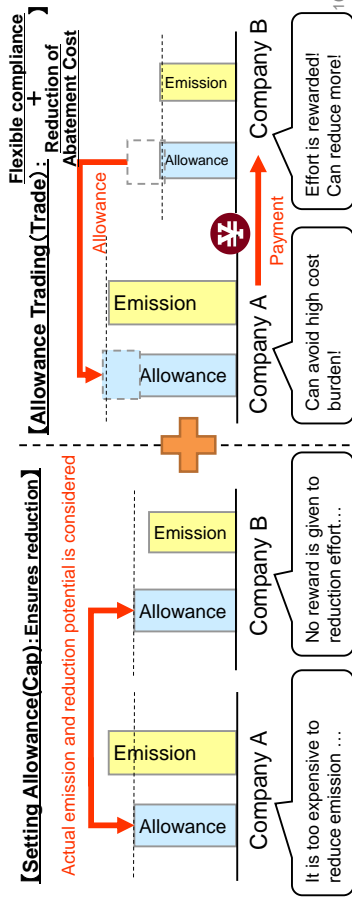 【Setting Allowance(Cap): Ensures reduction】
Actual emission and reduction potential is considered
Allowance
Emission
Allowance
Emission
Company A
Company B
It is too expensive to
reduce emission …
No reward is given to
reduction effort…
【Allowance Trading(Trade):
Flexible compliance
+
Reduction of
Abatement Cost
Allowance
Allowance
Emission
Allowance
Emission
¥
Company A
Payment
Company B
Can avoid high cost
burden!
Effort is rewarded!
Can reduce more!